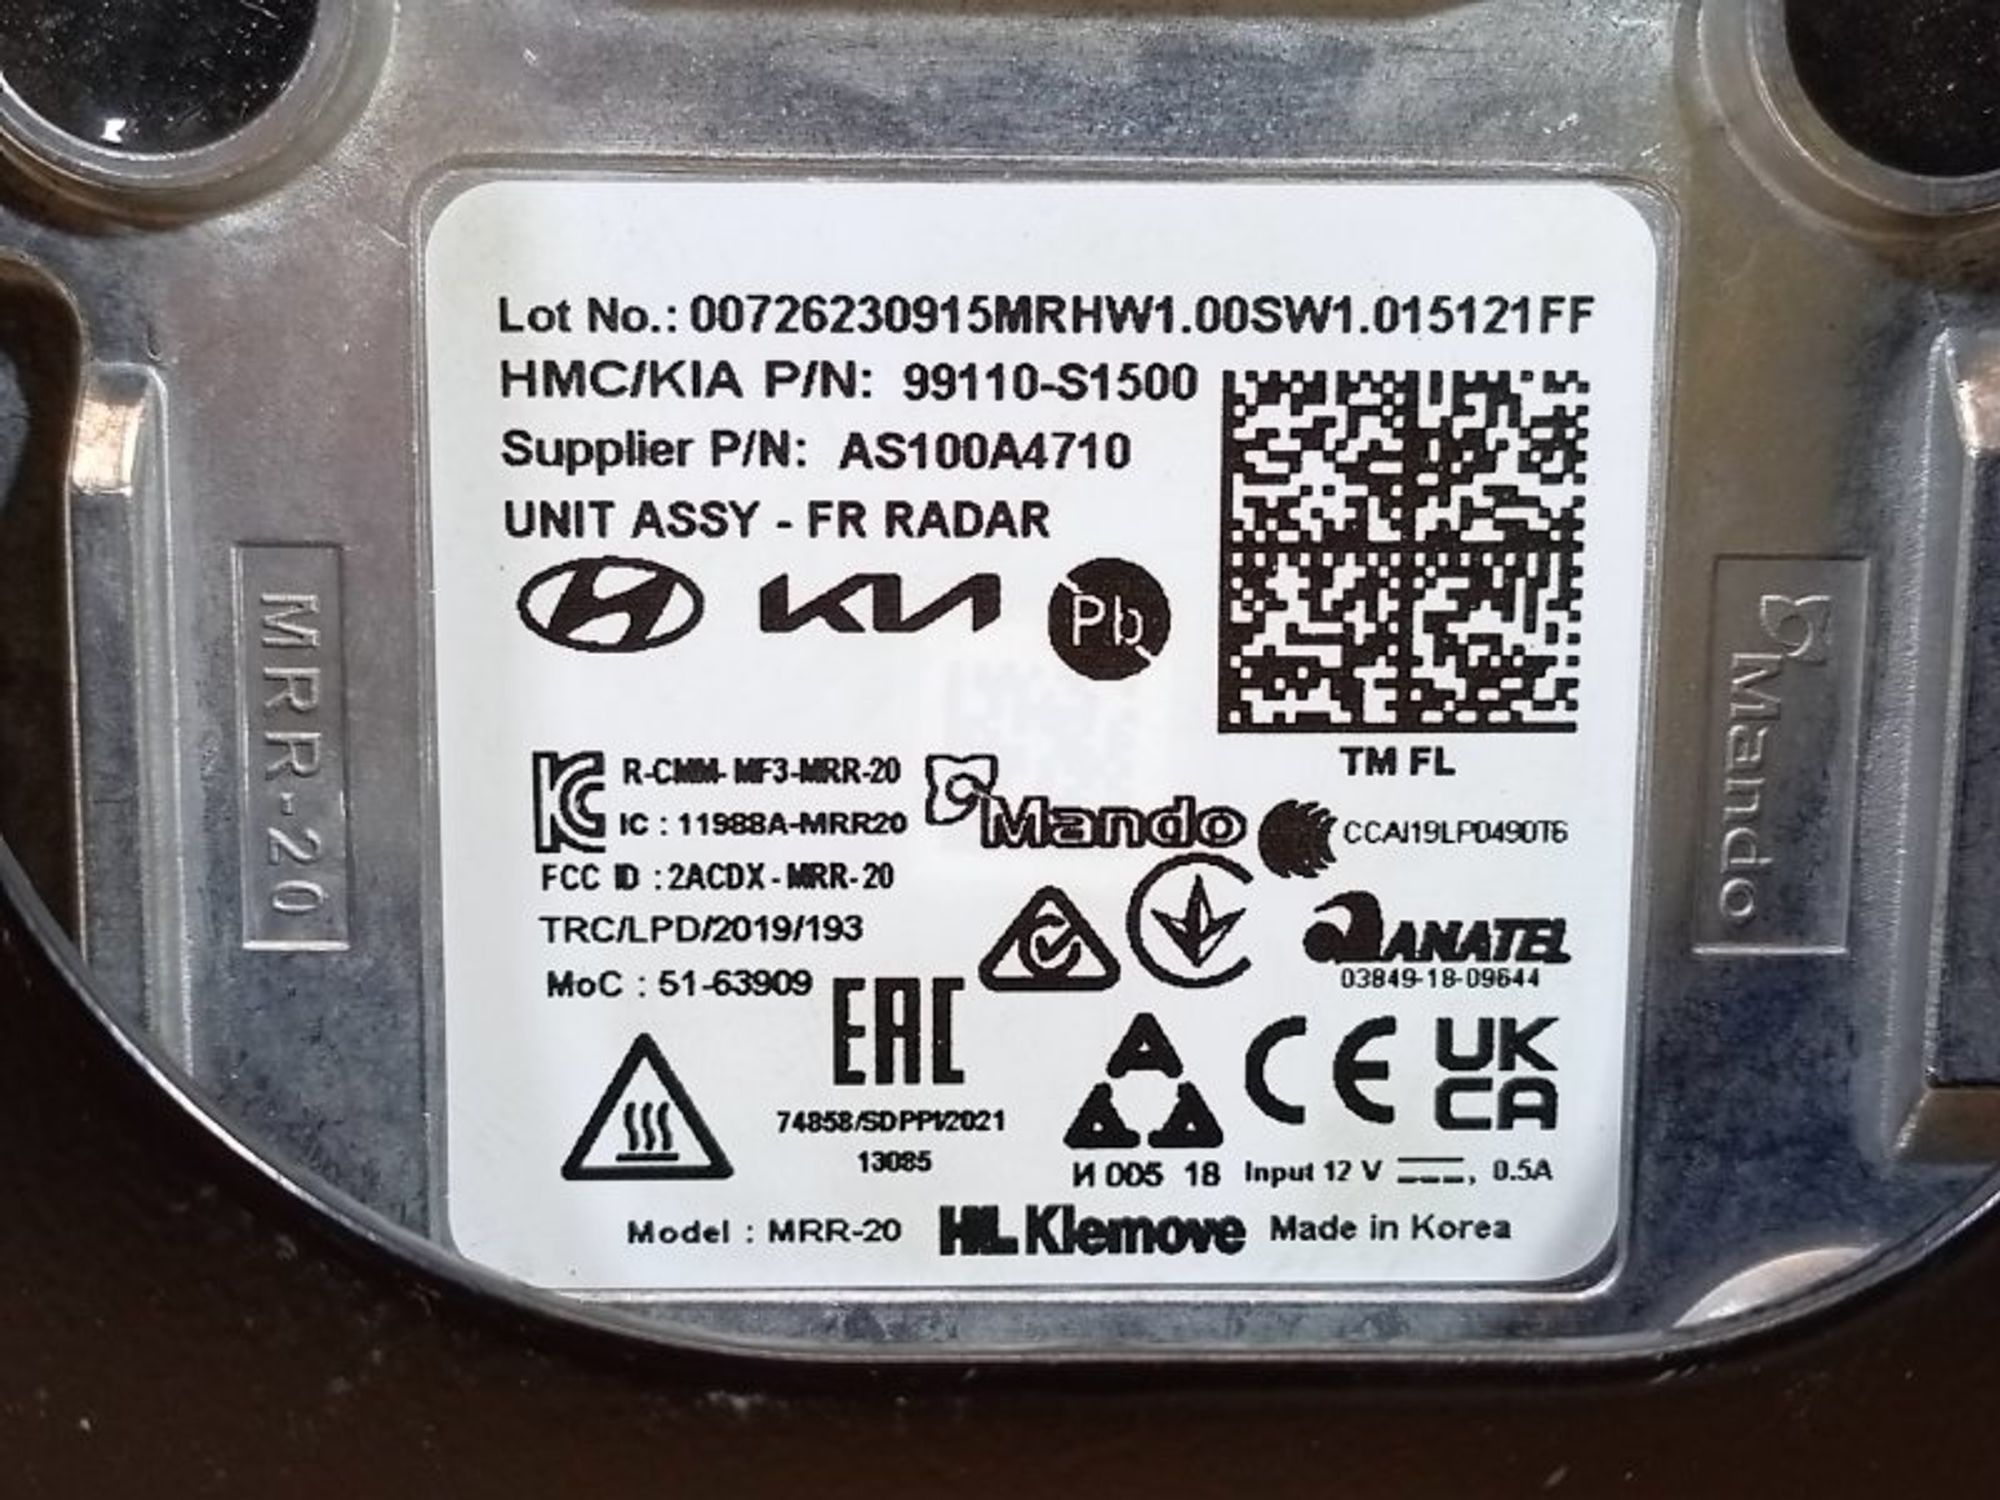 Lot No.: 00726230915MRHW1.00SW1.015121FF
HMC/KIA P/N: 99110-S1500
Supplier P/N: AS100A4710
UNIT ASSY - FR RADAR
KIA Pb
TM FL
R-CMM-MF3-MRR-20
IC : 11988A-MRR20
Mando
CCAI19LP0490T6
FCC ID : 2ACDX-MRR-20
TRC/LPD/2019/193
ANATEL
03849-18-09644
MoC : 51-63909
EAC
CE
UK
CA
74858/SDPPI/2021
13085
И 005 18
Input 12 V ⎓, 0.5A
Model : MRR-20 HL Klemove Made in Korea
MRR-20
Mando